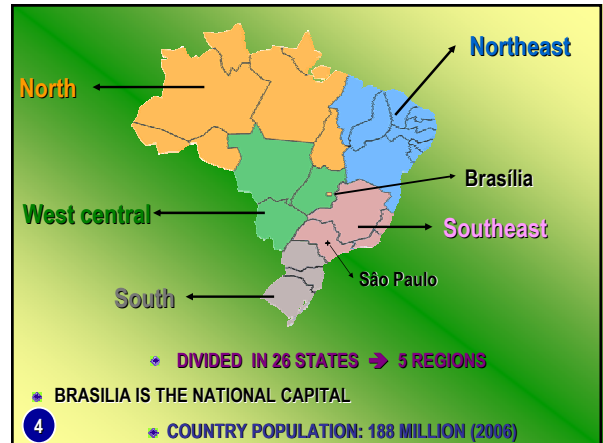 Northeast
North
Brasília
West central
Southeast
Sâo Paulo
South
DIVIDED IN 26 STATES ➔ 5 REGIONS
BRASILIA IS THE NATIONAL CAPITAL
4
COUNTRY POPULATION: 188 MILLION (2006)